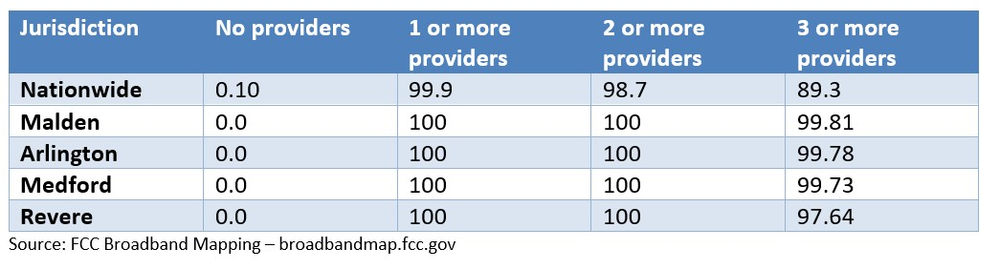 Jurisdiction No providers 1 or more providers 2 or more providers 3 or more providers
Nationwide 0.10 99.9 98.7 89.3
Malden 0.0 100 100 99.81
Arlington 0.0 100 100 99.78
Medford 0.0 100 100 99.73
Revere 0.0 100 100 97.64
Source: FCC Broadband Mapping – broadbandmap.fcc.gov